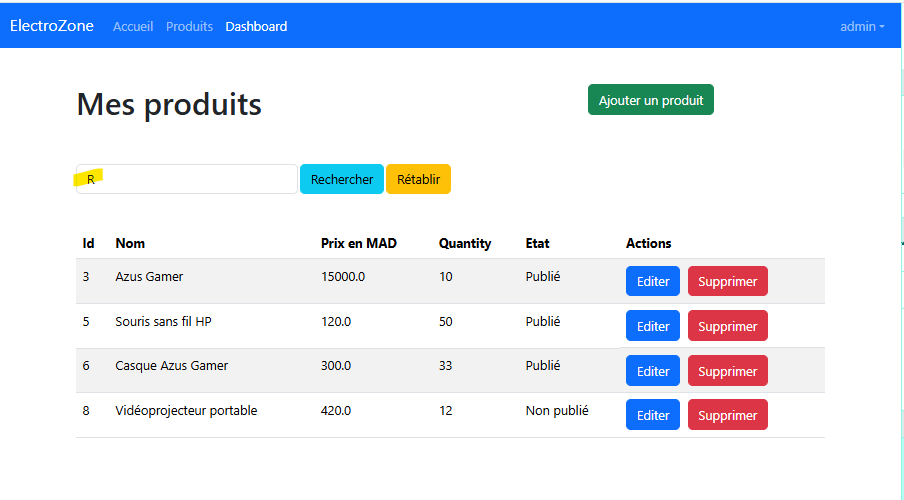 ElectroZone Accueil Produits Dashboard admin
Mes produits Ajouter un produit
R Rechercher Rétablir
Id Nom Prix en MAD Quantity Etat Actions
3 Azus Gamer 15000.0 10 Publié Editer Supprimer
5 Souris sans fil HP 120.0 50 Publié Editer Supprimer
6 Casque Azus Gamer 300.0 33 Publié Editer Supprimer
8 Vidéoprojecteur portable 420.0 12 Non publié Editer Supprimer